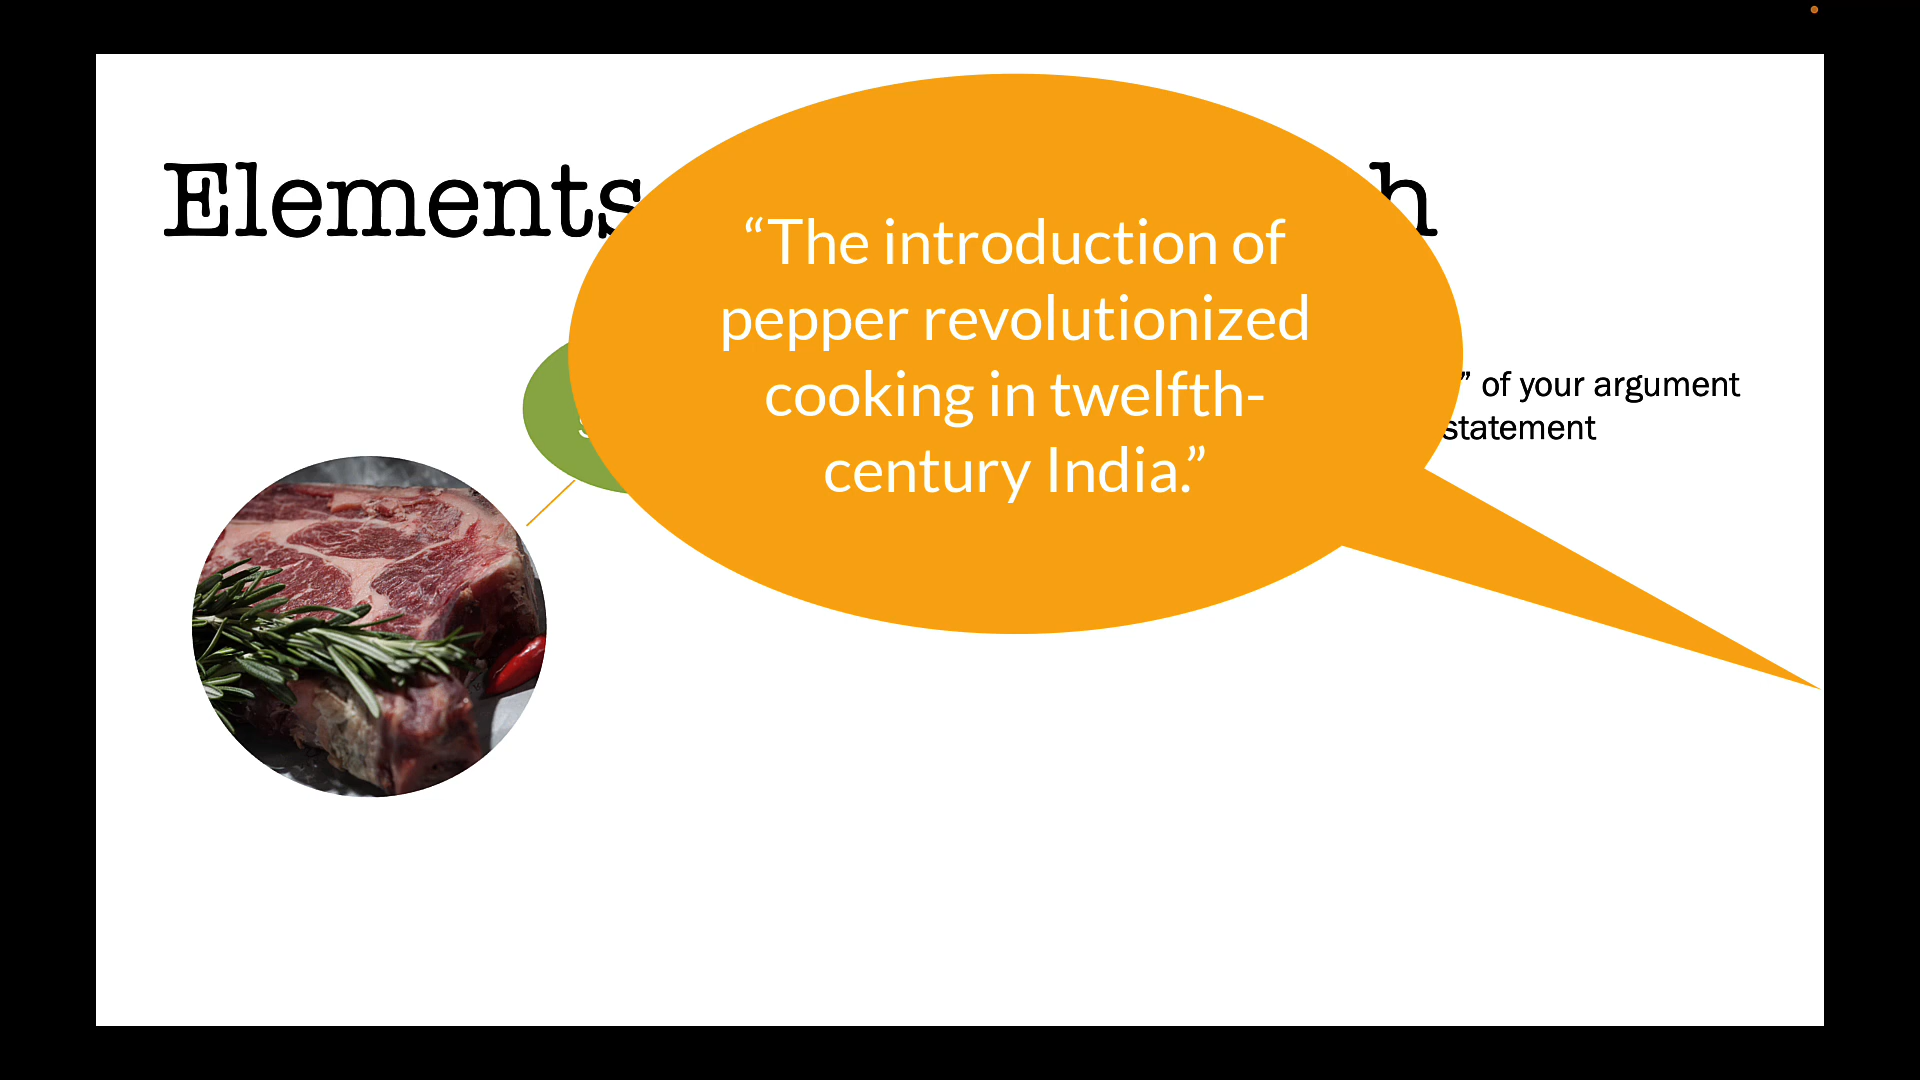 Elements h
“The introduction of
pepper revolutionized
cooking in twelfth-
century India.”
” of your argument
statement